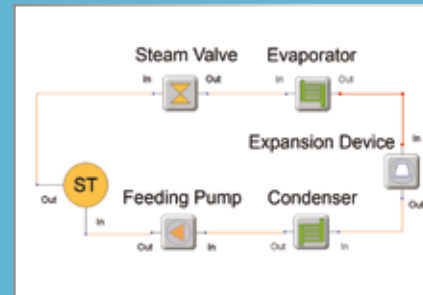 Steam Valve Evaporator
In Out In Out
Expansion Device
In
ST
Out
In
Out
Feeding Pump Condenser
Out In Out In